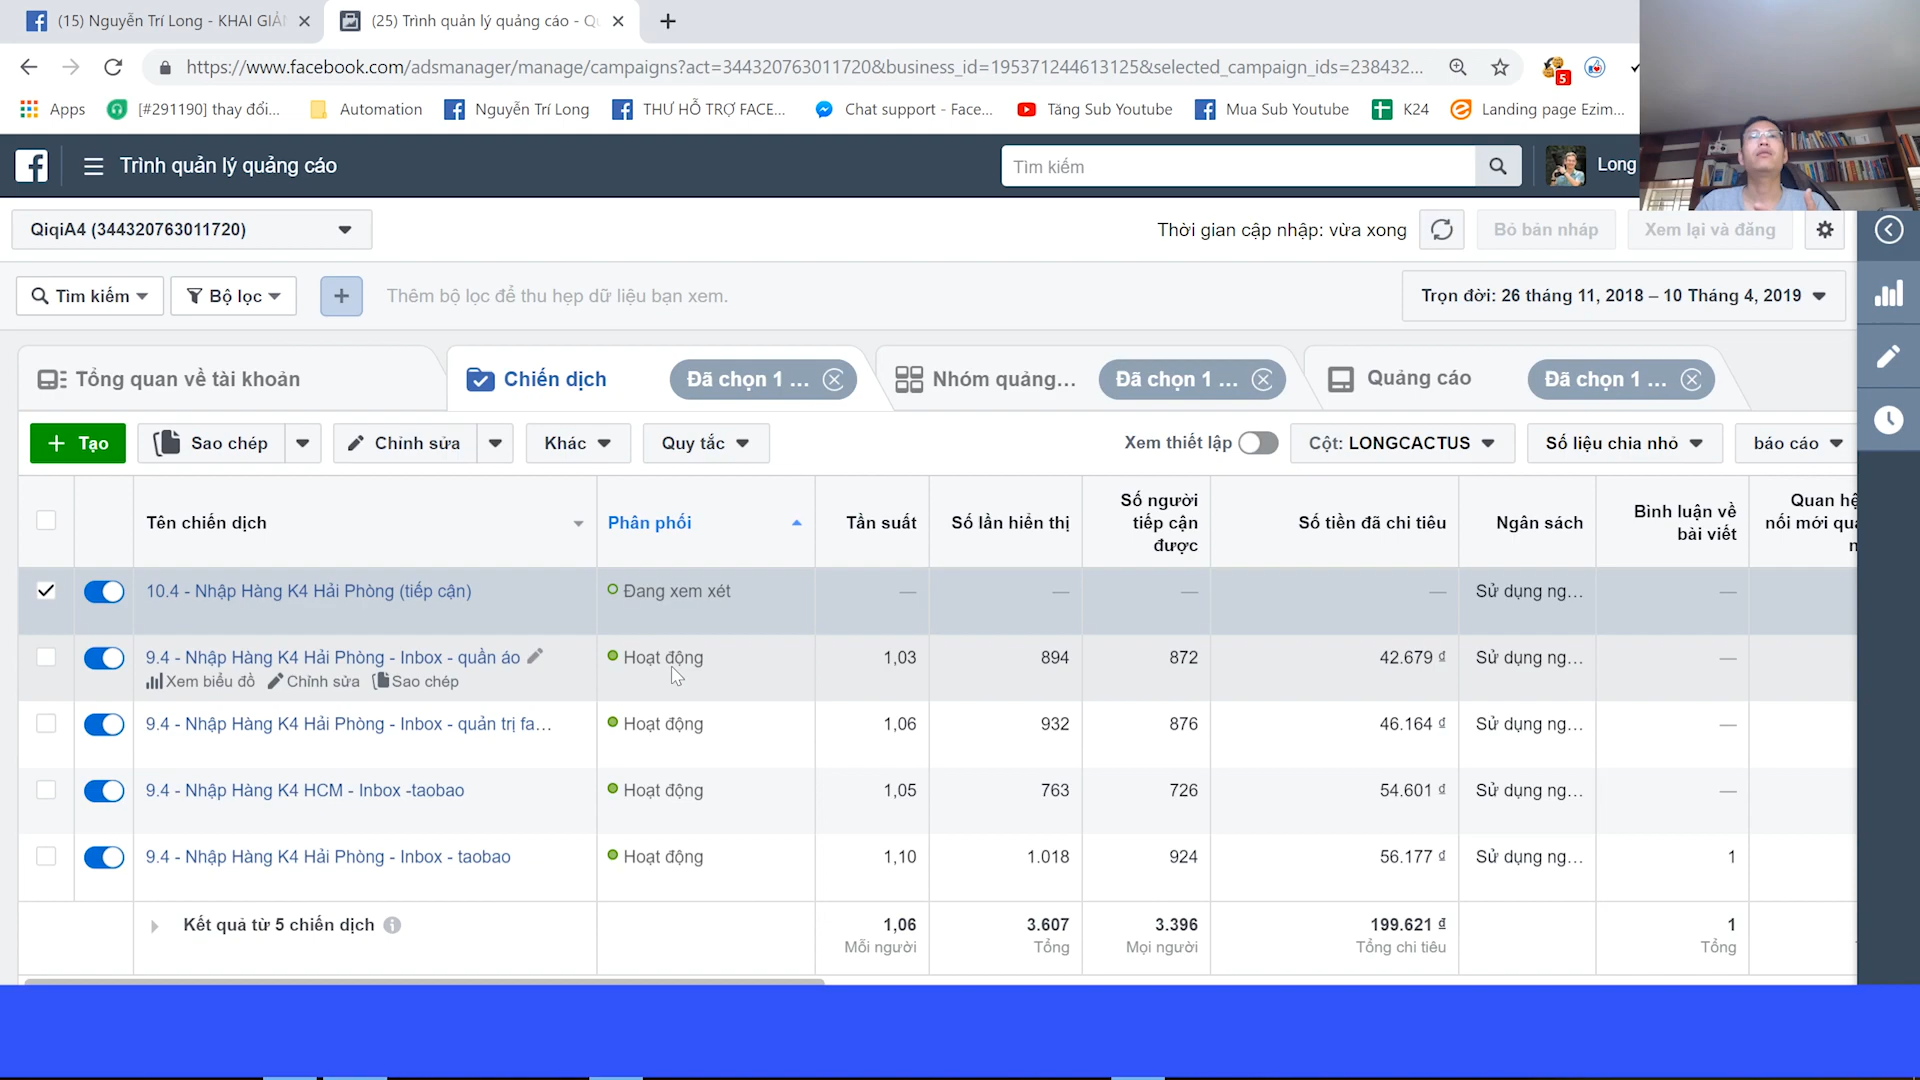 (15) Nguyễn Trí Long - KHAI GIẢN
(25) Trình quản lý quảng cáo - Qu
https://www.facebook.com/adsmanager/manage/campaigns?act=344320763011720&business_id=195371244613125&selected_campaign_ids=238432...
5
Apps
[#291190] thay đổi...
Automation
Nguyễn Trí Long
THƯ HỖ TRỢ FACE...
Chat support - Face...
Tăng Sub Youtube
Mua Sub Youtube
K24
Landing page Ezim...
Trình quản lý quảng cáo
Tìm kiếm
Long
QiqiA4 (344320763011720)
Thời gian cập nhập: vừa xong
Bỏ bản nháp
Xem lại và đăng
Tìm kiếm
Bộ lọc
Thêm bộ lọc để thu hẹp dữ liệu bạn xem.
Trọn đời: 26 tháng 11, 2018 – 10 Tháng 4, 2019
Tổng quan về tài khoản
Chiến dịch
Đã chọn 1 ...
Nhóm quảng...
Đã chọn 1 ...
Quảng cáo
Đã chọn 1 ...
Tạo
Sao chép
Chỉnh sửa
Khác
Quy tắc
Xem thiết lập
Cột: LONGCACTUS
Số liệu chia nhỏ
báo cáo
Tên chiến dịch
Phân phối
Tần suất
Số lần hiển thị
Số người tiếp cận được
Số tiền đã chi tiêu
Ngân sách
Bình luận về bài viết
Quan hệ nối mới qu
10.4 - Nhập Hàng K4 Hải Phòng (tiếp cận) Đang xem xét — — — — Sử dụng ng... —
9.4 - Nhập Hàng K4 Hải Phòng - Inbox - quần áo Hoạt động 1,03 894 872 42.679 ₫ Sử dụng ng... —
Xem biểu đồ Chỉnh sửa Sao chép
9.4 - Nhập Hàng K4 Hải Phòng - Inbox - quản trị fa... Hoạt động 1,06 932 876 46.164 ₫ Sử dụng ng... —
9.4 - Nhập Hàng K4 HCM - Inbox -taobao Hoạt động 1,05 763 726 54.601 ₫ Sử dụng ng... —
9.4 - Nhập Hàng K4 Hải Phòng - Inbox - taobao Hoạt động 1,10 1.018 924 56.177 ₫ Sử dụng ng... 1
Kết quả từ 5 chiến dịch 1,06 3.607 3.396 199.621 ₫ 1
Mỗi người Tổng Mọi người Tổng chi tiêu Tổng